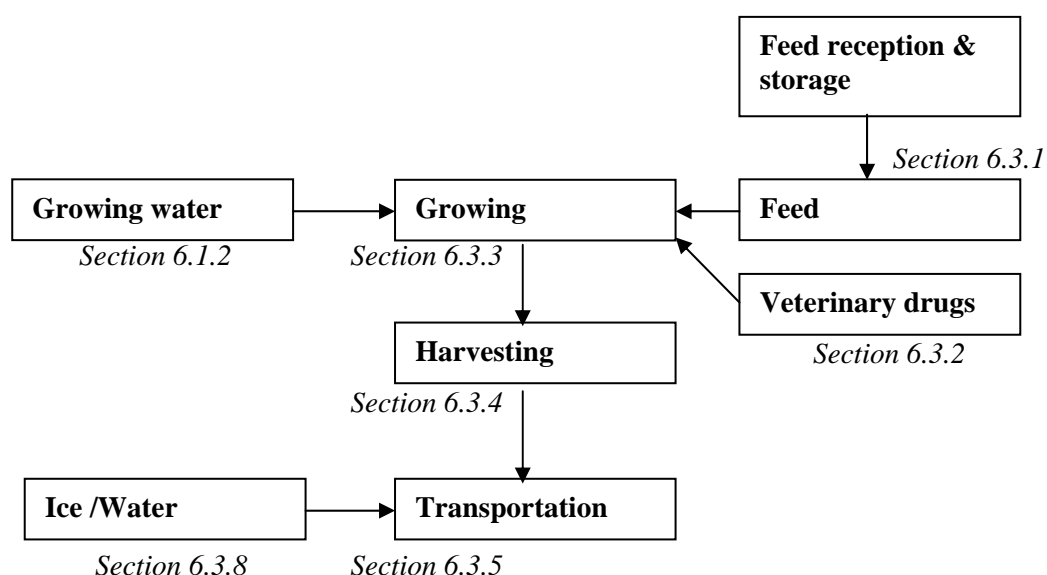 Feed reception &
storage
Section 6.3.1
Growing water
Growing
Feed
Section 6.1.2
Section 6.3.3
Veterinary drugs
Section 6.3.2
Harvesting
Section 6.3.4
Ice /Water
Transportation
Section 6.3.8
Section 6.3.5